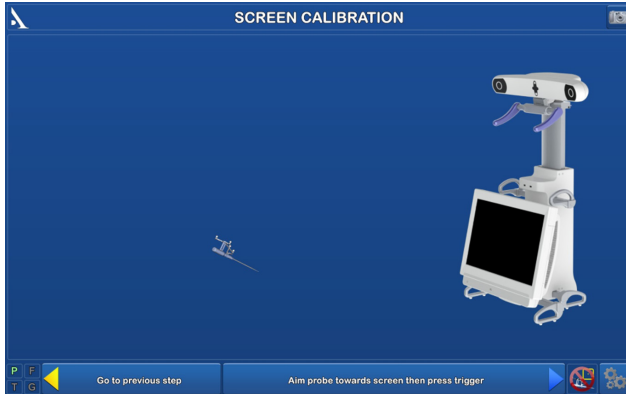 SCREEN CALIBRATION
P F
T G
Go to previous step
Aim probe towards screen then press trigger